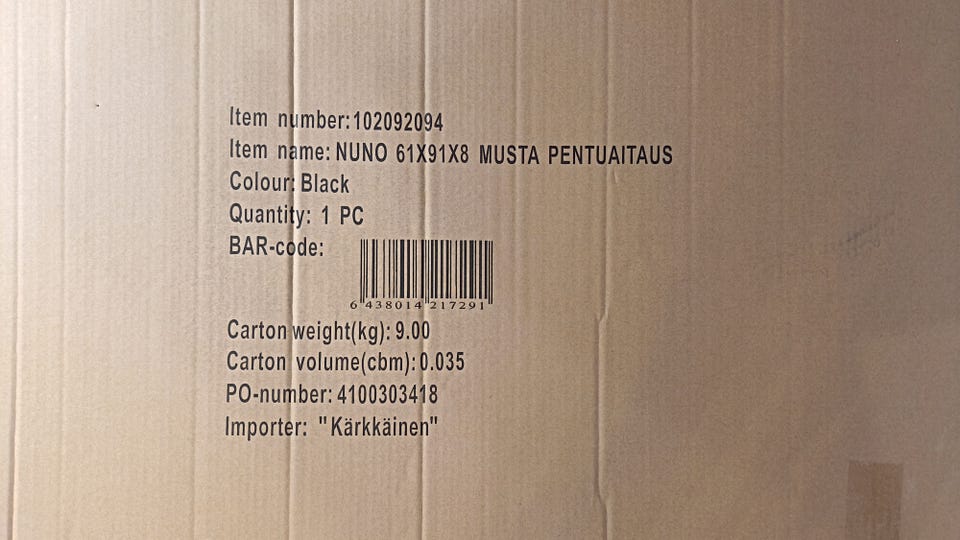 Item number:102092094
Item name: NUNO 61X91X8 MUSTA PENTUAITAUS
Colour: Black
Quantity: 1 PC
BAR-code:
6 438014 217291
Carton weight(kg): 9.00
Carton volume(cbm): 0.035
PO-number: 4100303418
Importer: "Kärkkäinen"